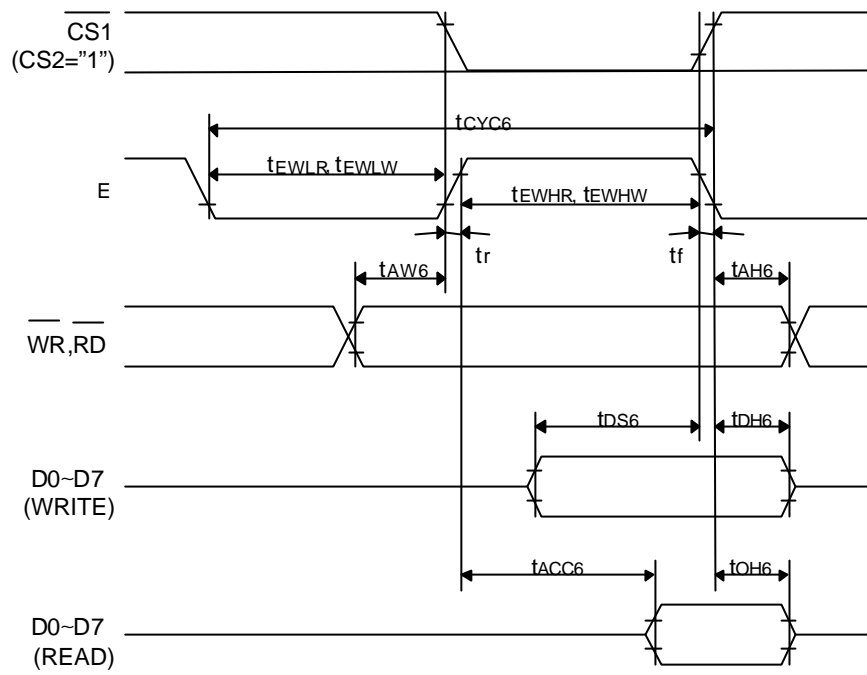 CS1
(CS2=”1”)
tCYC6
tEWLR, tEWLW
E
tEWHR, tEWHW
tr
tf
tAW6
tAH6
WR,RD
tDS6
tDH6
D0~D7
(WRITE)
tACC6
tOH6
D0~D7
(READ)